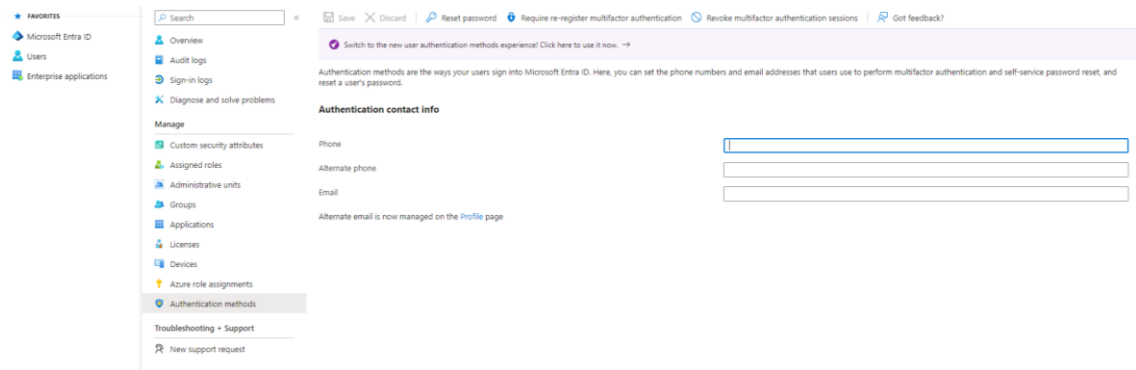 FAVORITES
Microsoft Entra ID
Users
Enterprise applications
Search
Overview
Audit logs
Sign-in logs
Diagnose and solve problems
Manage
Custom security attributes
Assigned roles
Administrative units
Groups
Applications
Licenses
Devices
Azure role assignments
Authentication methods
Troubleshooting + Support
New support request
Save Discard Reset password Require re-register multifactor authentication Revoke multifactor authentication sessions Got feedback?
Switch to the new user authentication methods experience! Click here to use it now. →
Authentication methods are the ways your users sign into Microsoft Entra ID. Here, you can set the phone numbers and email addresses that users use to perform multifactor authentication and self-service password reset, and
reset a user's password.
Authentication contact info
Phone
Alternate phone
Email
Alternate email is now managed on the Profile page